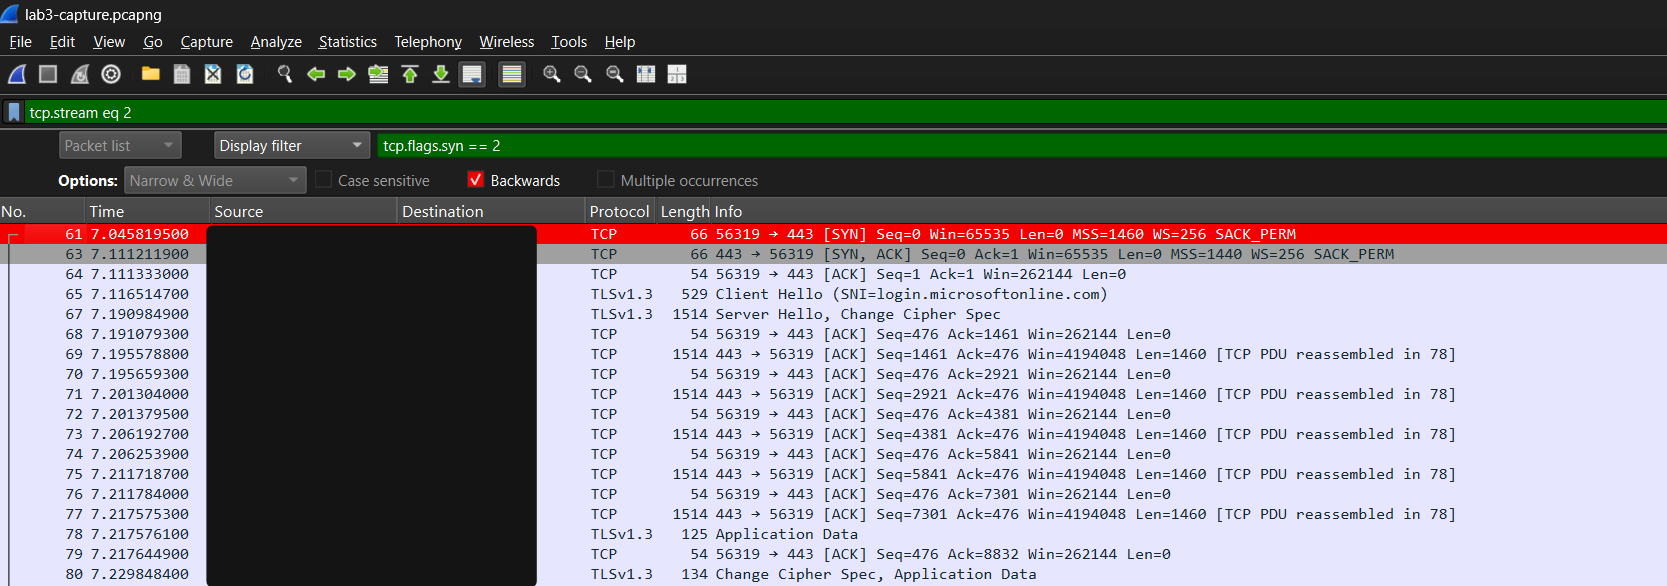 lab3-capture.pcapng
File Edit View Go Capture Analyze Statistics Telephony Wireless Tools Help
tcp.stream eq 2
Packet list Display filter tcp.flags.syn == 2
Options: Narrow & Wide Case sensitive Backwards Multiple occurrences
No. Time Source Destination Protocol Length Info
61 7.045819500 TCP 66 56319 → 443 [SYN] Seq=0 Win=65535 Len=0 MSS=1460 WS=256 SACK_PERM
63 7.111211900 TCP 66 443 → 56319 [SYN, ACK] Seq=0 Ack=1 Win=65535 Len=0 MSS=1440 WS=256 SACK_PERM
64 7.111333000 TCP 54 56319 → 443 [ACK] Seq=1 Ack=1 Win=262144 Len=0
65 7.116514700 TLSv1.3 529 Client Hello (SNI=login.microsoftonline.com)
67 7.190984900 TLSv1.3 1514 Server Hello, Change Cipher Spec
68 7.191079300 TCP 54 56319 → 443 [ACK] Seq=476 Ack=1461 Win=262144 Len=0
69 7.195578800 TCP 1514 443 → 56319 [ACK] Seq=1461 Ack=476 Win=4194048 Len=1460 [TCP PDU reassembled in 78]
70 7.195659300 TCP 54 56319 → 443 [ACK] Seq=476 Ack=2921 Win=262144 Len=0
71 7.201304000 TCP 1514 443 → 56319 [ACK] Seq=2921 Ack=476 Win=4194048 Len=1460 [TCP PDU reassembled in 78]
72 7.201379500 TCP 54 56319 → 443 [ACK] Seq=476 Ack=4381 Win=262144 Len=0
73 7.206192700 TCP 1514 443 → 56319 [ACK] Seq=4381 Ack=476 Win=4194048 Len=1460 [TCP PDU reassembled in 78]
74 7.206253900 TCP 54 56319 → 443 [ACK] Seq=476 Ack=5841 Win=262144 Len=0
75 7.211718700 TCP 1514 443 → 56319 [ACK] Seq=5841 Ack=476 Win=4194048 Len=1460 [TCP PDU reassembled in 78]
76 7.211784000 TCP 54 56319 → 443 [ACK] Seq=476 Ack=7301 Win=262144 Len=0
77 7.217575300 TCP 1514 443 → 56319 [ACK] Seq=7301 Ack=476 Win=4194048 Len=1460 [TCP PDU reassembled in 78]
78 7.217576100 TLSv1.3 125 Application Data
79 7.217644900 TCP 54 56319 → 443 [ACK] Seq=476 Ack=8832 Win=262144 Len=0
80 7.229848400 TLSv1.3 134 Change Cipher Spec, Application Data